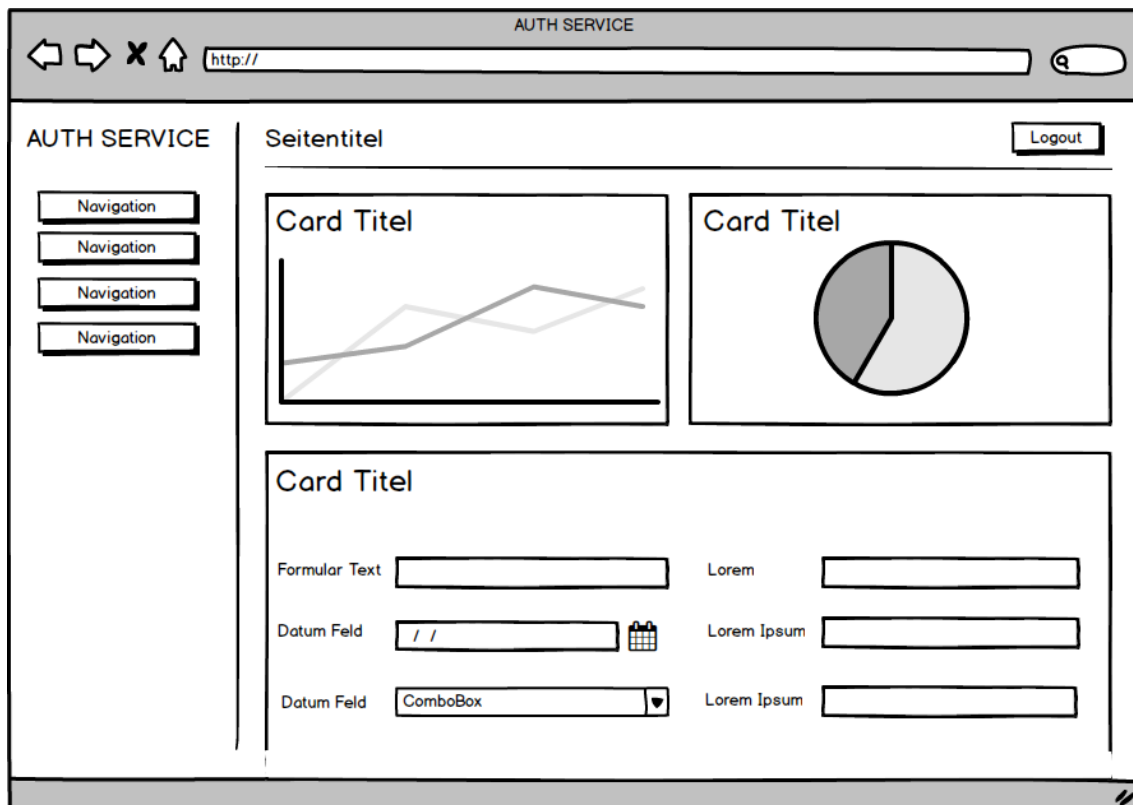 AUTH SERVICE
http://
AUTH SERVICE
Seitentitel
Logout
Navigation
Navigation
Navigation
Navigation
Card Titel
Card Titel
Card Titel
Formular Text
Lorem
Datum Feld
/ /
Lorem Ipsum
Datum Feld
ComboBox
Lorem Ipsum